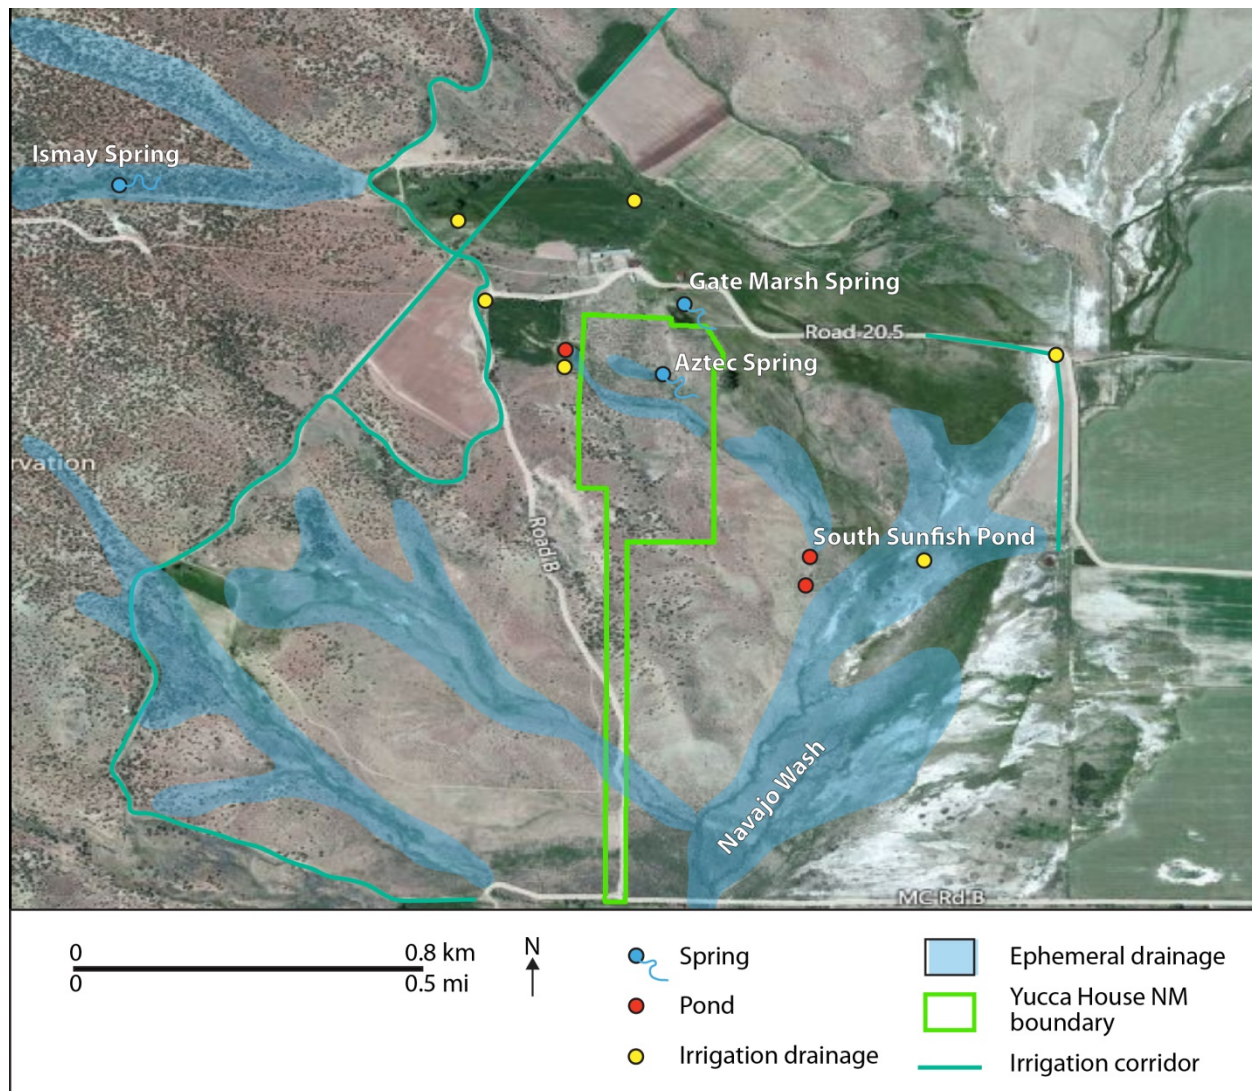 Ismay Spring
Gate Marsh Spring
Road 20.5
Aztec Spring
rvation
Road B
South Sunfish Pond
Navajo Wash
MC Rd B
0 0.8 km
0 0.5 mi
N
Spring
Pond
Irrigation drainage
Ephemeral drainage
Yucca House NM
boundary
Irrigation corridor